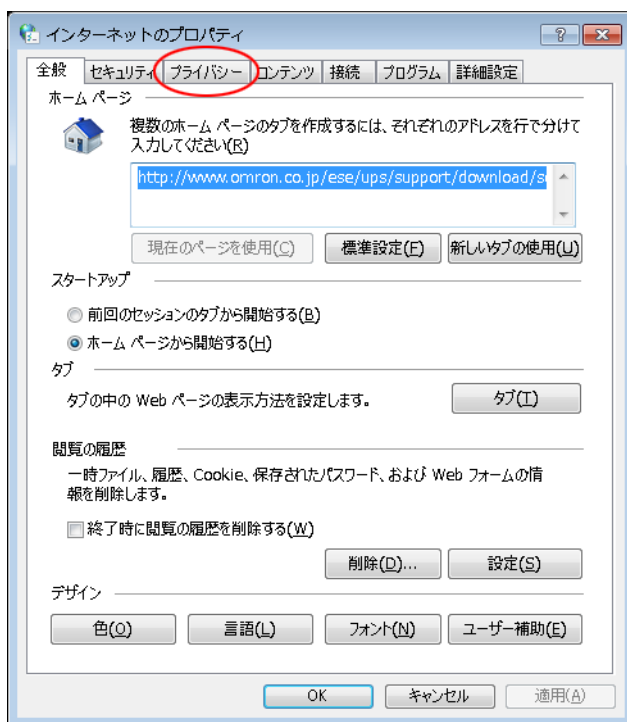 インターネットのプロパティ
全般 セキュリティ プライバシー コンテンツ 接続 プログラム 詳細設定
ホーム ページ
複数のホーム ページのタブを作成するには、それぞれのアドレスを行で分けて
入力してください(R)
http://www.omron.co.jp/ese/ups/support/download/s
現在のページを使用(C) 標準設定(F) 新しいタブの使用(U)
スタートアップ
前回のセッションのタブから開始する(B)
ホーム ページから開始する(H)
タブ
タブの中の Web ページの表示方法を設定します。 タブ(T)
閲覧の履歴
一時ファイル、履歴、Cookie、保存されたパスワード、および Web フォームの情
報を削除します。
終了時に閲覧の履歴を削除する(W)
削除(D)... 設定(S)
デザイン
色(O) 言語(L) フォント(N) ユーザー補助(E)
OK キャンセル 適用(A)